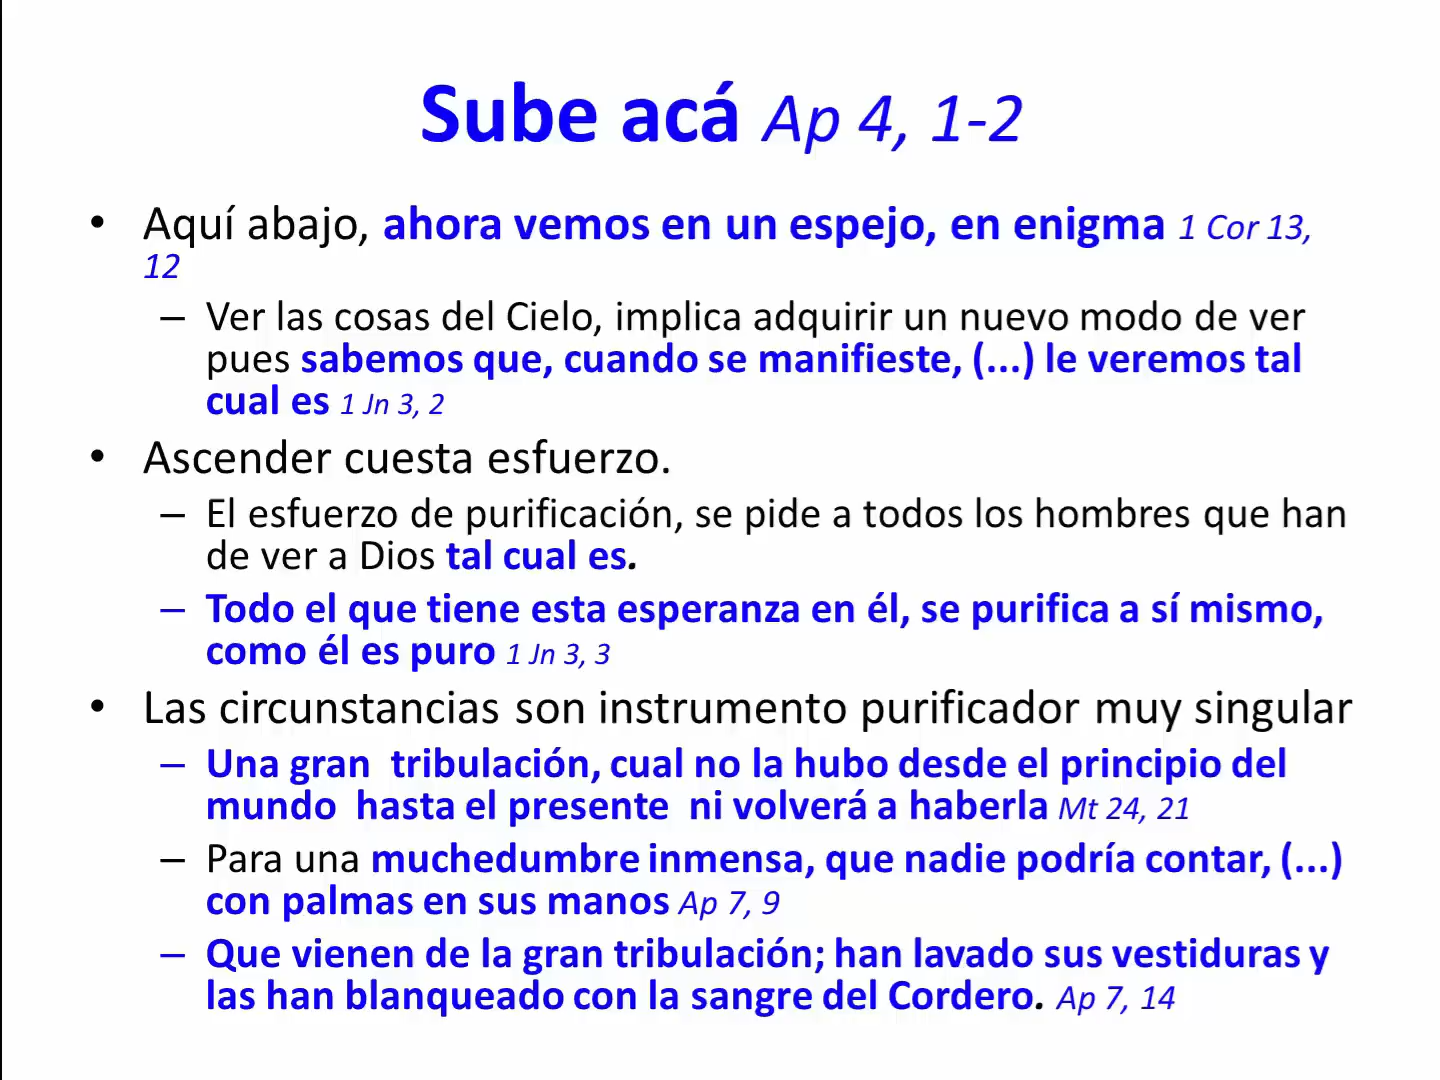 Sube acá Ap 4, 1-2
• Aquí abajo, ahora vemos en un espejo, en enigma 1 Cor 13,
12
– Ver las cosas del Cielo, implica adquirir un nuevo modo de ver
pues sabemos que, cuando se manifieste, (...) le veremos tal
cual es 1 Jn 3, 2
• Ascender cuesta esfuerzo.
– El esfuerzo de purificación, se pide a todos los hombres que han
de ver a Dios tal cual es.
– Todo el que tiene esta esperanza en él, se purifica a sí mismo,
como él es puro 1 Jn 3, 3
• Las circunstancias son instrumento purificador muy singular
– Una gran  tribulación, cual no la hubo desde el principio del
mundo  hasta el presente  ni volverá a haberla Mt 24, 21
– Para una muchedumbre inmensa, que nadie podría contar, (...)
con palmas en sus manos Ap 7, 9
– Que vienen de la gran tribulación; han lavado sus vestiduras y
las han blanqueado con la sangre del Cordero. Ap 7, 14